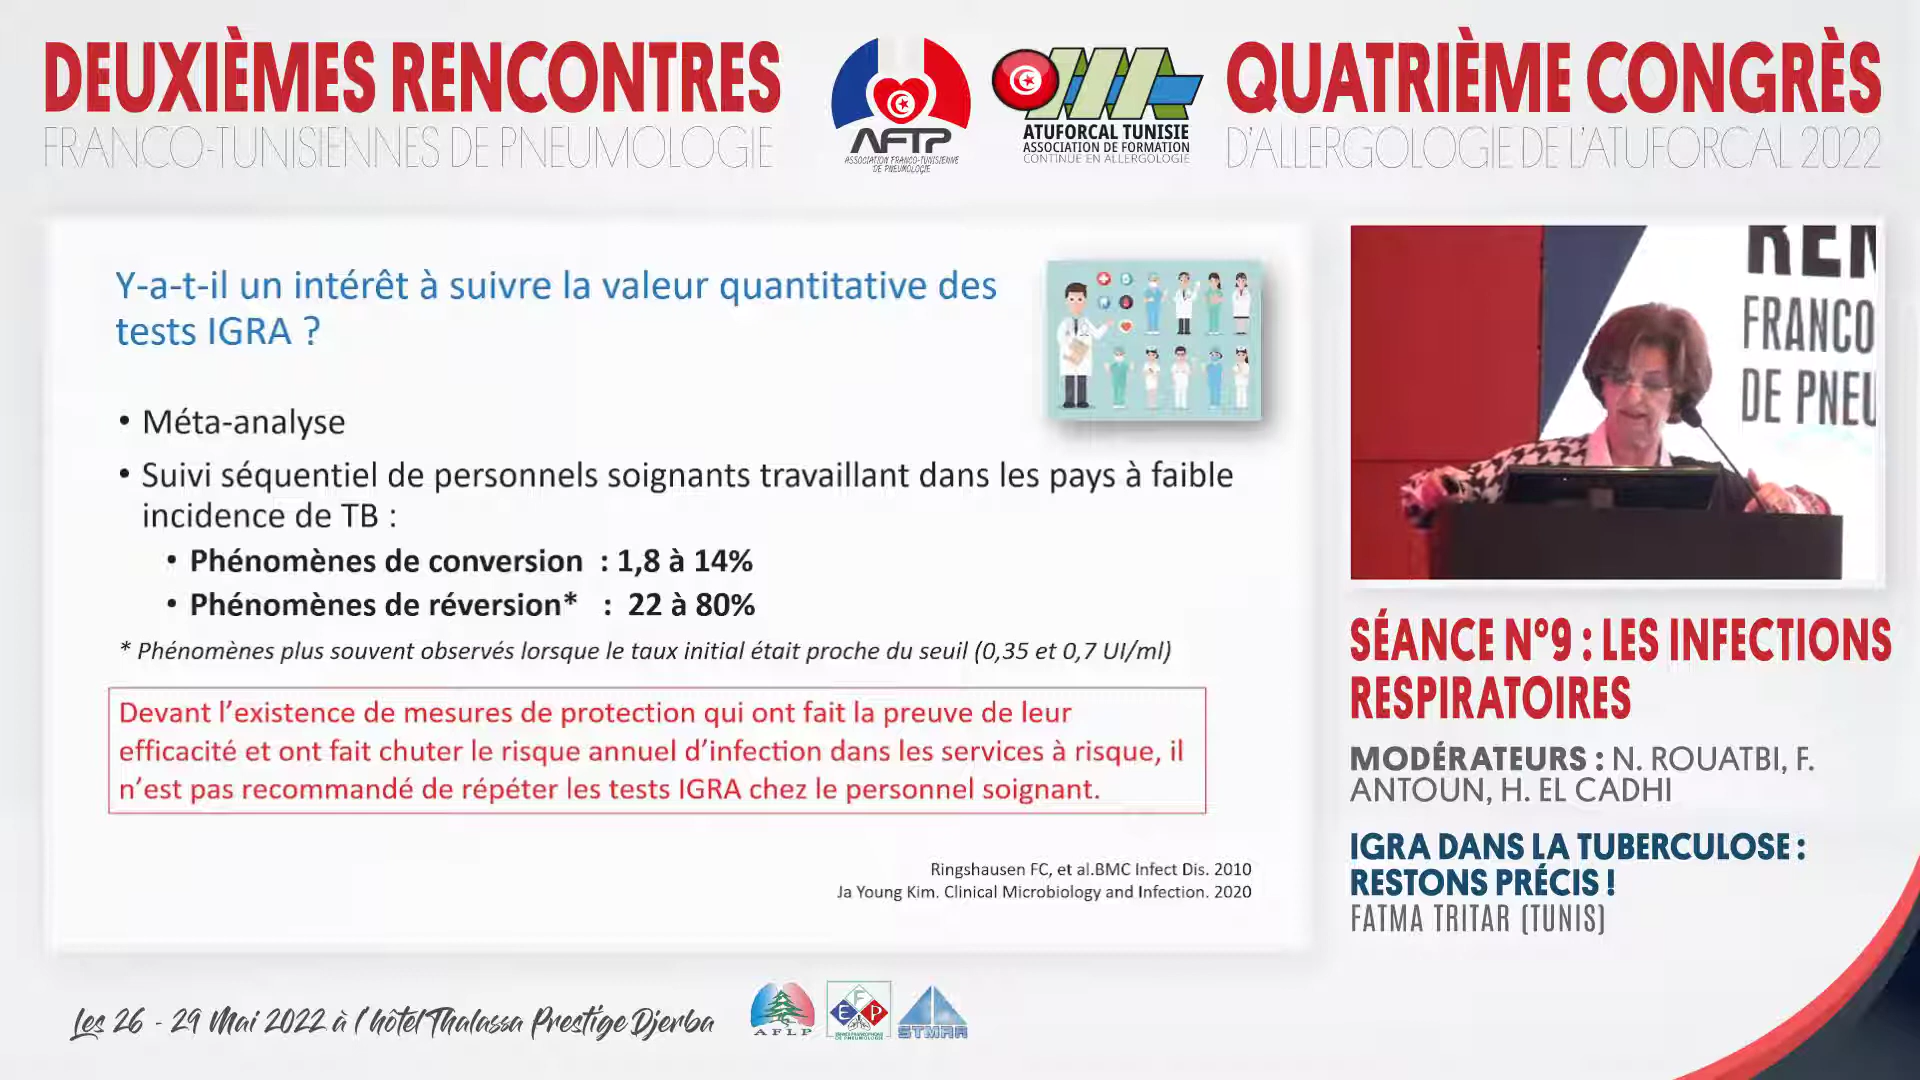 DEUXIÈMES RENCONTRES
FRANCO-TUNISIENNES DE PNEUMOLOGIE
AFTP
ASSOCIATION FRANCO-TUNISIENNE
DE PNEUMOLOGIE
ATUFORCAL TUNISIE
ASSOCIATION DE FORMATION
CONTINUE EN ALLERGOLOGIE
QUATRIÈME CONGRÈS
D'ALLERGOLOGIE DE L'ATUFORCAL 2022
Y-a-t-il un intérêt à suivre la valeur quantitative des
tests IGRA ?
• Méta-analyse
• Suivi séquentiel de personnels soignants travaillant dans les pays à faible
incidence de TB :
• Phénomènes de conversion : 1,8 à 14%
• Phénomènes de réversion* : 22 à 80%
* Phénomènes plus souvent observés lorsque le taux initial était proche du seuil (0,35 et 0,7 UI/ml)
Devant l’existence de mesures de protection qui ont fait la preuve de leur
efficacité et ont fait chuter le risque annuel d’infection dans les services à risque, il
n’est pas recommandé de répéter les tests IGRA chez le personnel soignant.
Ringshausen FC, et al.BMC Infect Dis. 2010
Ja Young Kim. Clinical Microbiology and Infection. 2020
REN
FRANCO
DE PNEU
SÉANCE N°9 : LES INFECTIONS
RESPIRATOIRES
MODÉRATEURS : N. ROUATBI, F.
ANTOUN, H. EL CADHI
IGRA DANS LA TUBERCULOSE :
RESTONS PRÉCIS !
FATMA TRITAR (TUNIS)
Les 26 - 29 Mai 2022 à l'hôtel Thalassa Prestige Djerba
AFLP
EFP
ESPACE FRANCOPHONE
DE PNEUMOLOGIE
STMRA